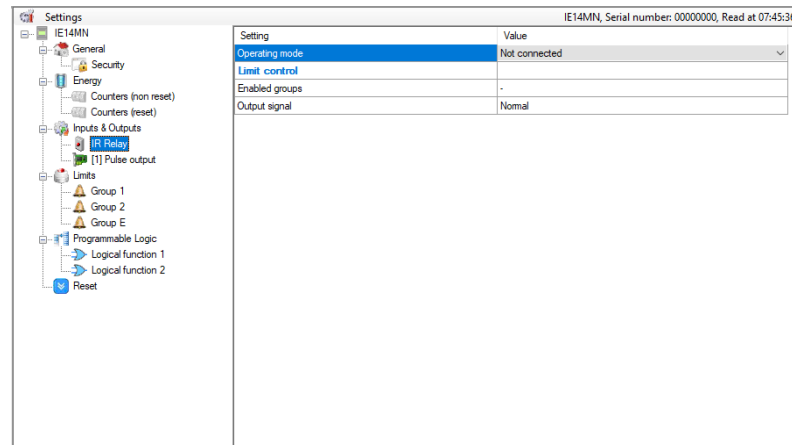 Settings
IE14MN, Serial number: 00000000, Read at 07:45:36
IE14MN
General
Security
Energy
Counters (non reset)
Counters (reset)
Inputs & Outputs
IR Relay
[1] Pulse output
Limits
Group 1
Group 2
Group E
Programmable Logic
Logical function 1
Logical function 2
Reset
Setting Value
Operating mode Not connected
Limit control
Enabled groups -
Output signal Normal